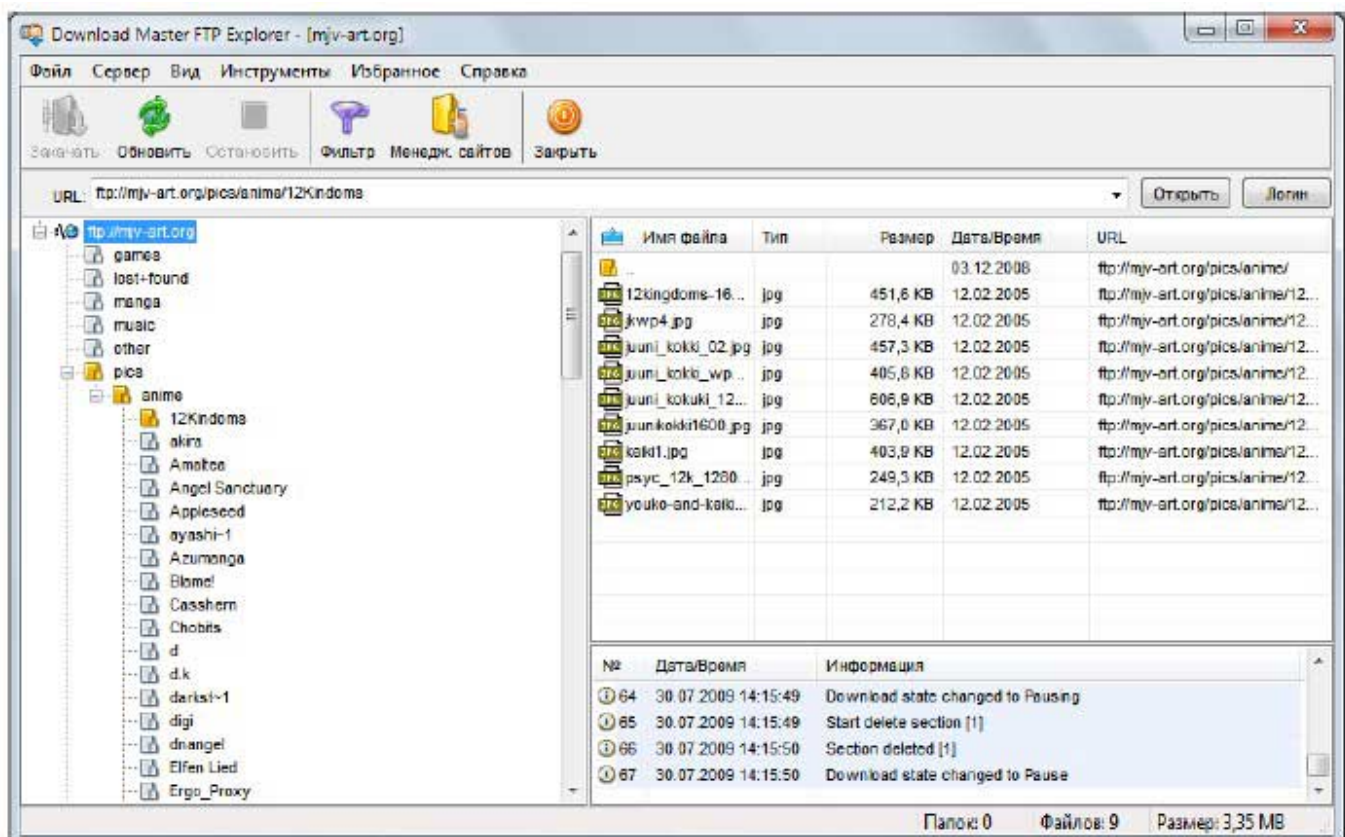 Download Master FTP Explorer - [mjv-art.org]
Файл Сервер Вид Инструменты Избранное Справка
Закачать Обновить Остановить Фильтр Менедж. сайтов Закрыть
URL: ftp://mjv-art.org/pics/anime/12Kindoms Открыть Логин
ftp://mjv-art.org
games
lost+found
manga
music
other
pics
anime
12Kindoms
akira
Amatea
Angel Sanctuary
Appleseed
ayashi~1
Azumanga
Blame!
Casshern
Chobits
d
d.k
darkst~1
digi
dnangel
Elfen Lied
Ergo_Proxy
Имя файла Тип Размер Дата/Время URL
.. 03.12.2008 ftp://mjv-art.org/pics/anime/
12kingdoms-16... jpg 451,6 KB 12.02.2005 ftp://mjv-art.org/pics/anime/12...
jkwp4.jpg jpg 278,4 KB 12.02.2005 ftp://mjv-art.org/pics/anime/12...
juuni_kokki_02.jpg jpg 457,3 KB 12.02.2005 ftp://mjv-art.org/pics/anime/12...
juuni_kokki_wp... jpg 405,8 KB 12.02.2005 ftp://mjv-art.org/pics/anime/12...
juuni_kokuki_12... jpg 606,9 KB 12.02.2005 ftp://mjv-art.org/pics/anime/12...
juunikokki1600.jpg jpg 367,0 KB 12.02.2005 ftp://mjv-art.org/pics/anime/12...
keiki1.jpg jpg 403,9 KB 12.02.2005 ftp://mjv-art.org/pics/anime/12...
psyc_12k_1280... jpg 249,3 KB 12.02.2005 ftp://mjv-art.org/pics/anime/12...
youko-and-keiki... jpg 212,2 KB 12.02.2005 ftp://mjv-art.org/pics/anime/12...
№ Дата/Время Информация
64 30.07.2009 14:15:49 Download state changed to Pausing
65 30.07.2009 14:15:49 Start delete section [1]
66 30.07.2009 14:15:50 Section deleted [1]
67 30.07.2009 14:15:50 Download state changed to Pause
Папок: 0 Файлов: 9 Размер: 3,35 MB